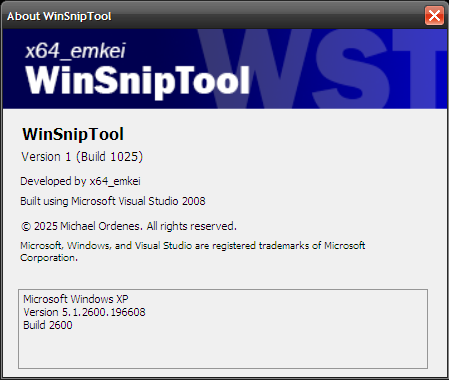 About WinSnipTool
x64_emkei
WinSnipTool
WST
WinSnipTool
Version 1 (Build 1025)
Developed by x64_emkei
Built using Microsoft Visual Studio 2008
© 2025 Michael Ordenes. All rights reserved.
Microsoft, Windows, and Visual Studio are registered trademarks of Microsoft
Corporation.
Microsoft Windows XP
Version 5.1.2600.196608
Build 2600